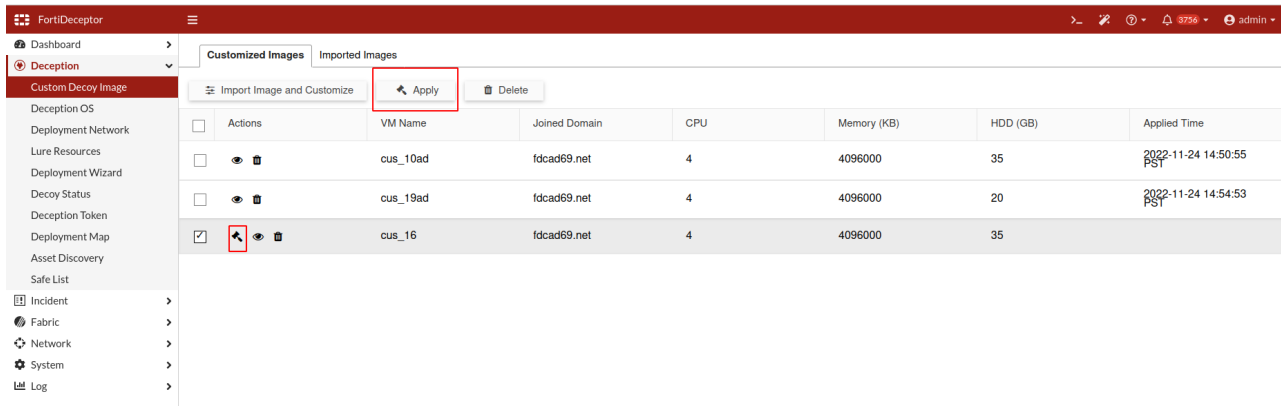 FortiDeceptor
3756 admin
Dashboard
Deception
Custom Decoy Image
Deception OS
Deployment Network
Lure Resources
Deployment Wizard
Decoy Status
Deception Token
Deployment Map
Asset Discovery
Safe List
Incident
Fabric
Network
System
Log
Customized Images Imported Images
Import Image and Customize Apply Delete
Actions VM Name Joined Domain CPU Memory (KB) HDD (GB) Applied Time
cus_10ad fdcad69.net 4 4096000 35 2022-11-24 14:50:55
PST
cus_19ad fdcad69.net 4 4096000 20 2022-11-24 14:54:53
PST
cus_16 fdcad69.net 4 4096000 35